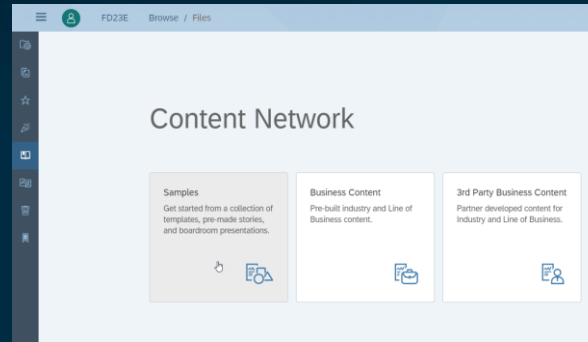 FD23E Browse / Files
Content Network
Samples
Get started from a collection of
templates, pre-made stories,
and boardroom presentations.
Business Content
Pre-built industry and Line of
Business content.
3rd Party Business Content
Partner developed content for
Industry and Line of Business.